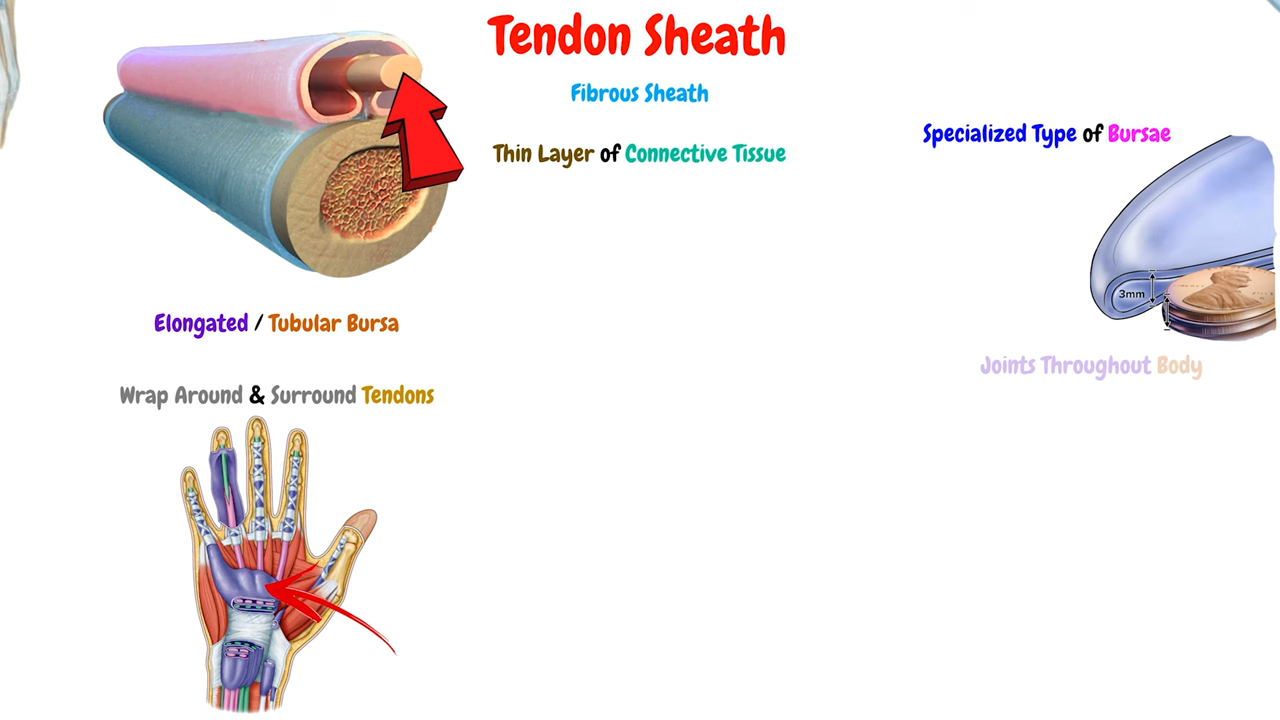 Tendon Sheath
Fibrous Sheath
Thin Layer of Connective Tissue
Specialized Type of Bursae
3mm
Elongated / Tubular Bursa
Joints Throughout Body
Wrap Around & Surround Tendons